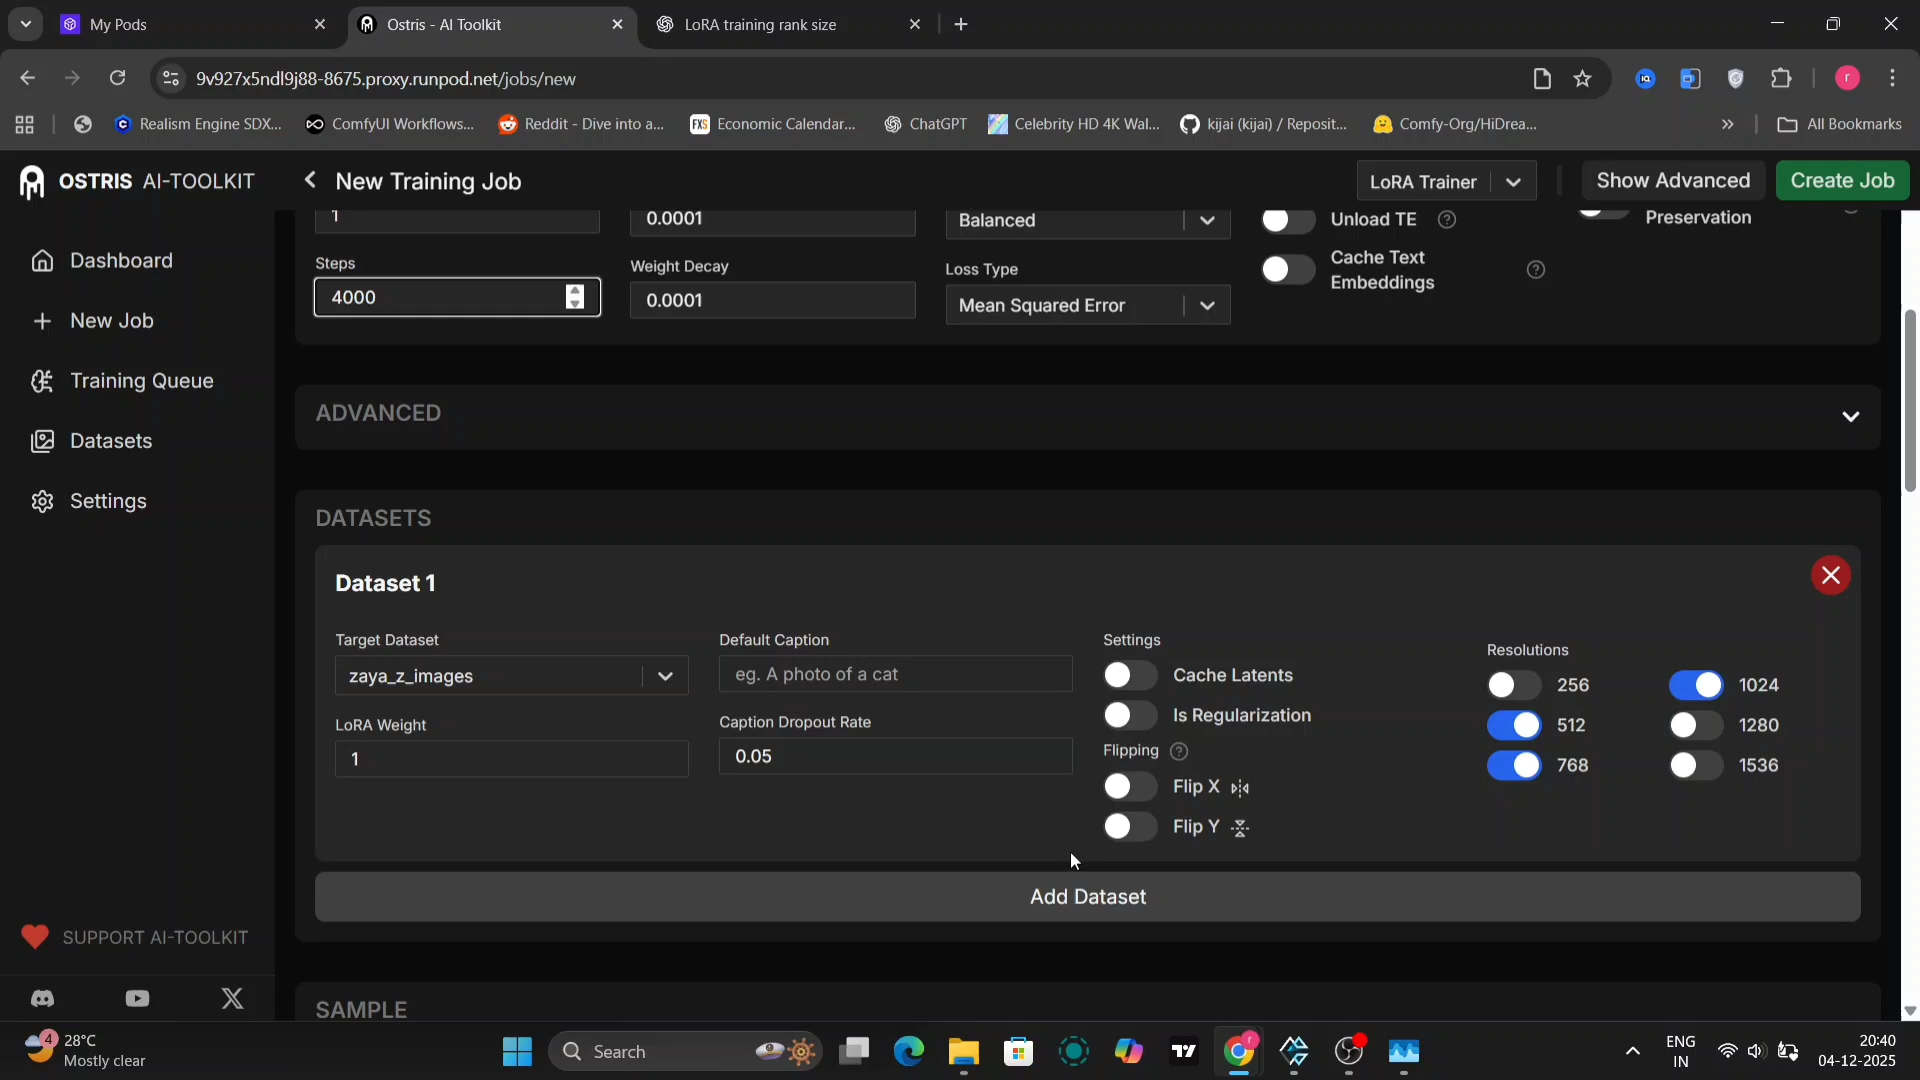 My Pods
Ostris - AI Toolkit
LoRA training rank size
9v927x5ndl9j88-8675.proxy.runpod.net/jobs/new
r
Realism Engine SDX...
ComfyUI Workflows...
Reddit - Dive into a...
FXS Economic Calendar...
ChatGPT
Celebrity HD 4K Wal...
kijai (kijai) / Reposit...
Comfy-Org/HiDrea...
All Bookmarks
OSTRIS AI-TOOLKIT
New Training Job
LoRA Trainer
Show Advanced
Create Job
Dashboard
New Job
Training Queue
Datasets
Settings
SUPPORT AI-TOOLKIT
1
0.0001
Balanced
Unload TE
Preservation
Steps
4000
Weight Decay
0.0001
Loss Type
Mean Squared Error
Cache Text
Embeddings
ADVANCED
DATASETS
Dataset 1
Target Dataset
zaya_z_images
LoRA Weight
1
Default Caption
eg. A photo of a cat
Caption Dropout Rate
0.05
Settings
Cache Latents
Is Regularization
Flipping
Flip X
Flip Y
Resolutions
256
512
768
1024
1280
1536
Add Dataset
SAMPLE
4
28°C
Mostly clear
Search
r
ENG
IN
20:40
04-12-2025